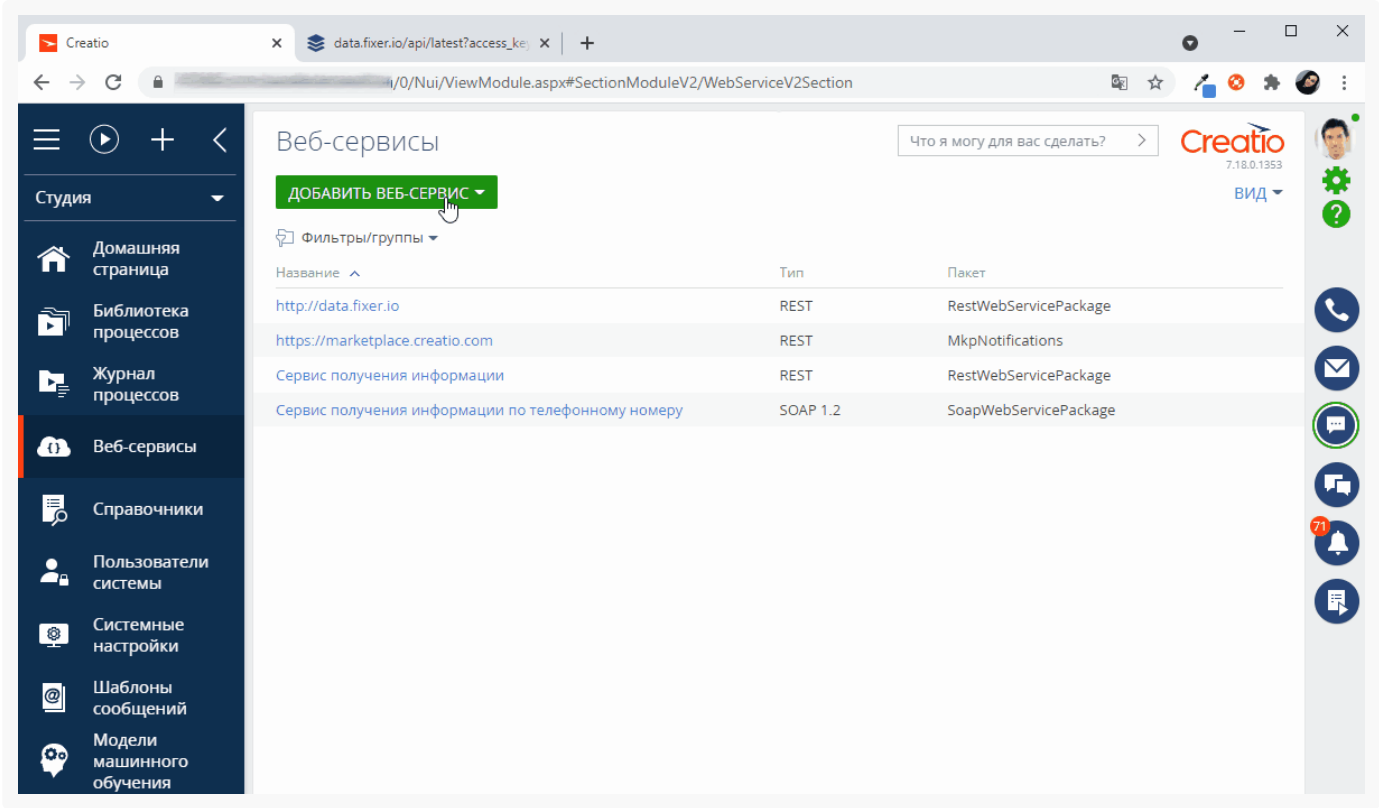 Creatio
data.fixer.io/api/latest?access_key
/0/Nui/ViewModule.aspx#SectionModuleV2/WebServiceV2Section
Студия
Домашняя
страница
Библиотека
процессов
Журнал
процессов
Веб-сервисы
Справочники
Пользователи
системы
Системные
настройки
Шаблоны
сообщений
Модели
машинного
обучения
Веб-сервисы
Что я могу для вас сделать?
Creatio
7.18.0.1353
ДОБАВИТЬ ВЕБ-СЕРВИС
ВИД
Фильтры/группы
Название Тип Пакет
http://data.fixer.io REST RestWebServicePackage
https://marketplace.creatio.com REST MkpNotifications
Сервис получения информации REST RestWebServicePackage
Сервис получения информации по телефонному номеру SOAP 1.2 SoapWebServicePackage
71